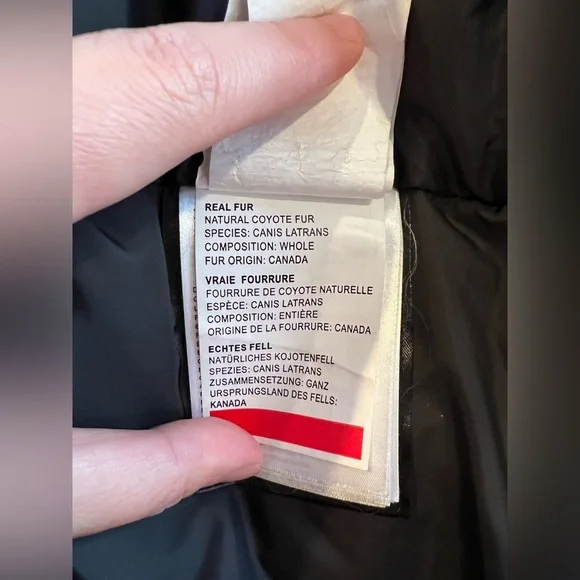 REAL FUR
NATURAL COYOTE FUR
SPECIES: CANIS LATRANS
COMPOSITION: WHOLE
FUR ORIGIN: CANADA
VRAIE FOURRURE
FOURRURE DE COYOTE NATURELLE
ESPÈCE: CANIS LATRANS
COMPOSITION: ENTIÈRE
ORIGINE DE LA FOURRURE: CANADA
ECHTES FELL
NATÜRLICHES KOJOTENFELL
SPEZIES: CANIS LATRANS
ZUSAMMENSETZUNG: GANZ
URSPRUNGSLAND DES FELLS:
KANADA